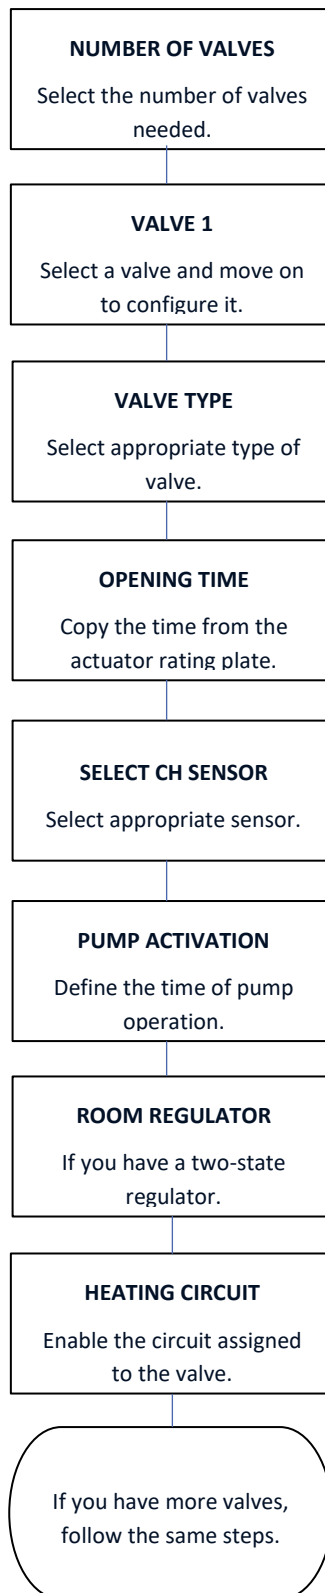 NUMBER OF VALVES
Select the number of valves
needed.
VALVE 1
Select a valve and move on
to configure it.
VALVE TYPE
Select appropriate type of
valve.
OPENING TIME
Copy the time from the
actuator rating plate.
SELECT CH SENSOR
Select appropriate sensor.
PUMP ACTIVATION
Define the time of pump
operation.
ROOM REGULATOR
If you have a two-state
regulator.
HEATING CIRCUIT
Enable the circuit assigned
to the valve.
If you have more valves,
follow the same steps.